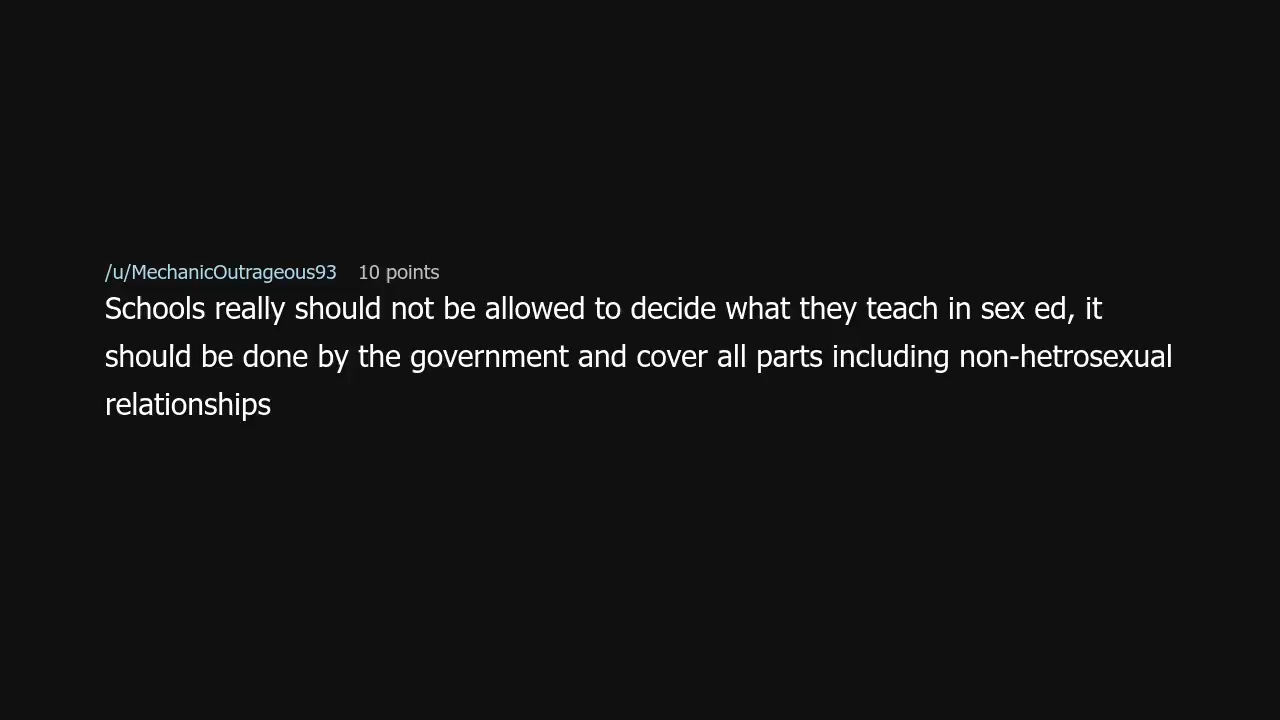 /u/MechanicOutrageous93 10 points
Schools really should not be allowed to decide what they teach in sex ed, it
should be done by the government and cover all parts including non-hetrosexual
relationships